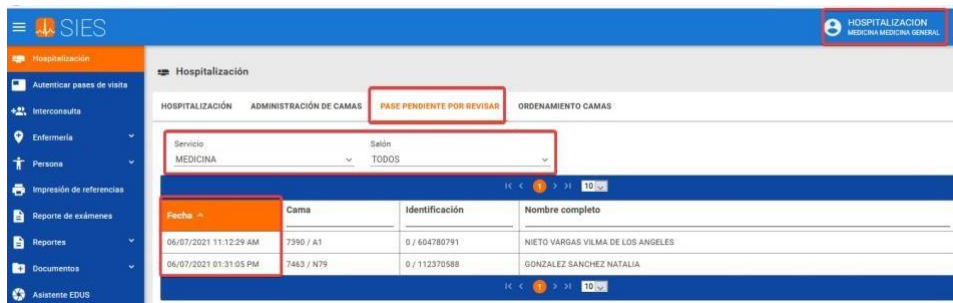 SIES
HOSPITALIZACION
MEDICINA MEDICINA GENERAL
Hospitalización
Autenticar pases de visita
Interconsulta
Enfermería
Persona
Impresión de referencias
Reporte de exámenes
Reportes
Documentos
Asistente EDUS
Hospitalización
HOSPITALIZACIÓN ADMINISTRACIÓN DE CAMAS PASE PENDIENTE POR REVISAR ORDENAMIENTO CAMAS
Servicio Salón
MEDICINA TODOS
1 10
Fecha Cama Identificación Nombre completo
06/07/2021 11:12:29 AM 7390 / A1 0 / 604780791 NIETO VARGAS VILMA DE LOS ANGELES
06/07/2021 01:31:05 PM 7463 / N79 0 / 112370588 GONZALEZ SANCHEZ NATALIA
1 10